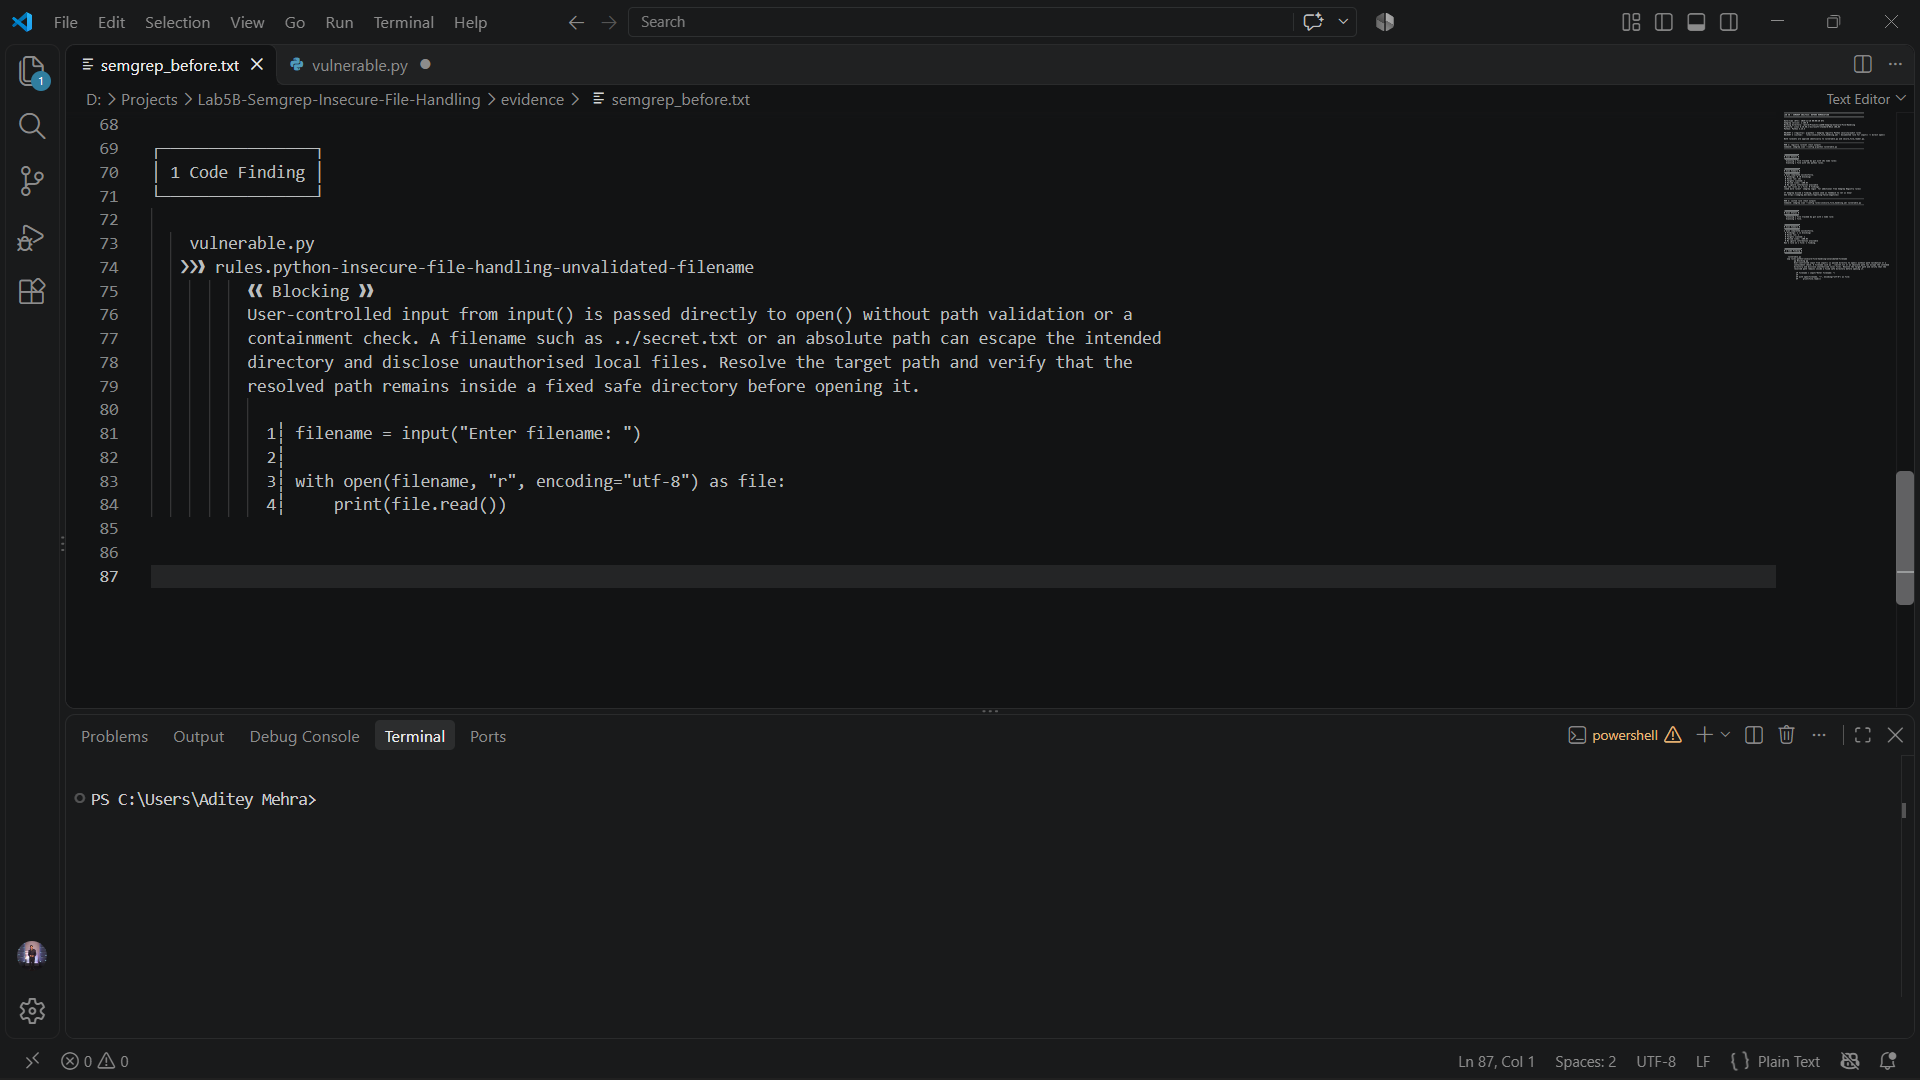 File Edit Selection View Go Run Terminal Help Search
semgrep_before.txt vulnerable.py
1
D: > Projects > Lab5B-Semgrep-Insecure-File-Handling > evidence > semgrep_before.txt Text Editor
68
69
70 1 Code Finding
71
72
73 vulnerable.py
74 ❯❯❱ rules.python-insecure-file-handling-unvalidated-filename
75 ❰❰ Blocking ❱❱
76 User-controlled input from input() is passed directly to open() without path validation or a
77 containment check. A filename such as ../secret.txt or an absolute path can escape the intended
78 directory and disclose unauthorised local files. Resolve the target path and verify that the
79 resolved path remains inside a fixed safe directory before opening it.
80
81 1┆ filename = input("Enter filename: ")
82 2┆
83 3┆ with open(filename, "r", encoding="utf-8") as file:
84 4┆ print(file.read())
85
86
87
Problems Output Debug Console Terminal Ports powershell
PS C:\Users\Aditey Mehra>
0 0 Ln 87, Col 1 Spaces: 2 UTF-8 LF { } Plain Text